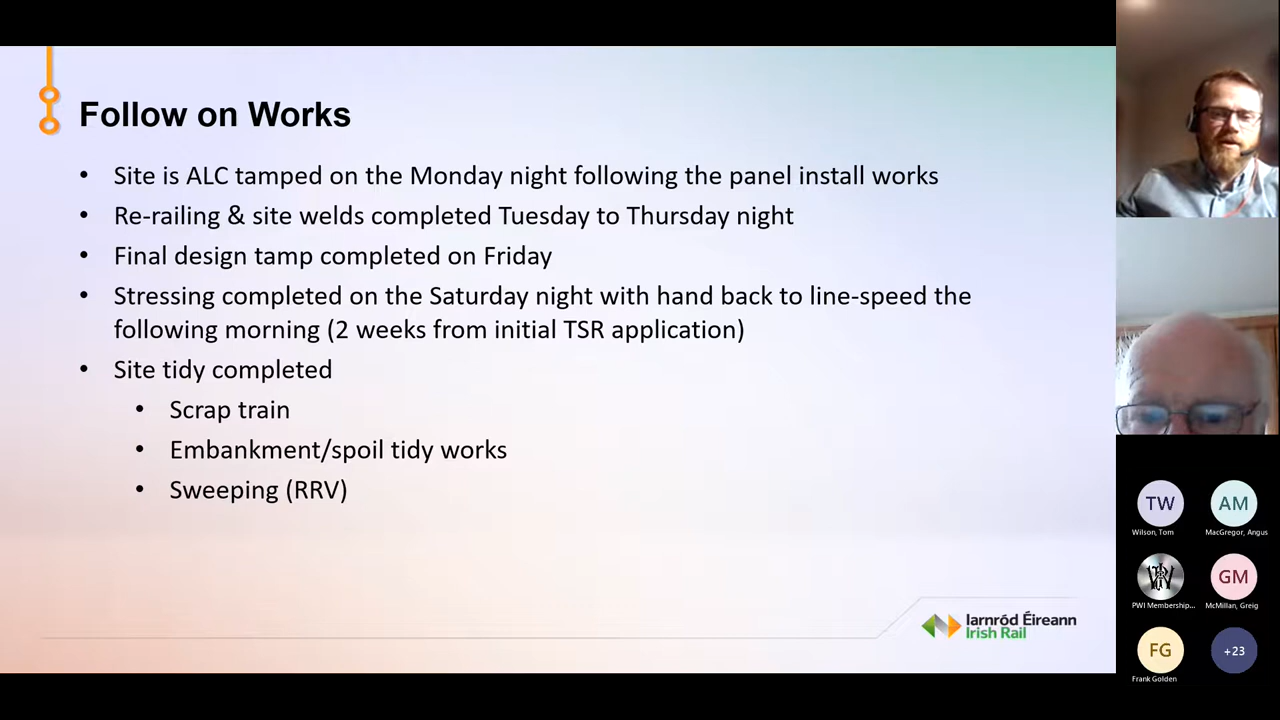 Follow on Works
• Site is ALC tamped on the Monday night following the panel install works
• Re-railing & site welds completed Tuesday to Thursday night
• Final design tamp completed on Friday
• Stressing completed on the Saturday night with hand back to line-speed the
following morning (2 weeks from initial TSR application)
• Site tidy completed
• Scrap train
• Embankment/spoil tidy works
• Sweeping (RRV)
Iarnród Éireann
Irish Rail
TW
AM
Wilson, Tom
MacGregor, Angus
GM
PWI Membership...
McMillan, Greig
FG
+23
Frank Golden